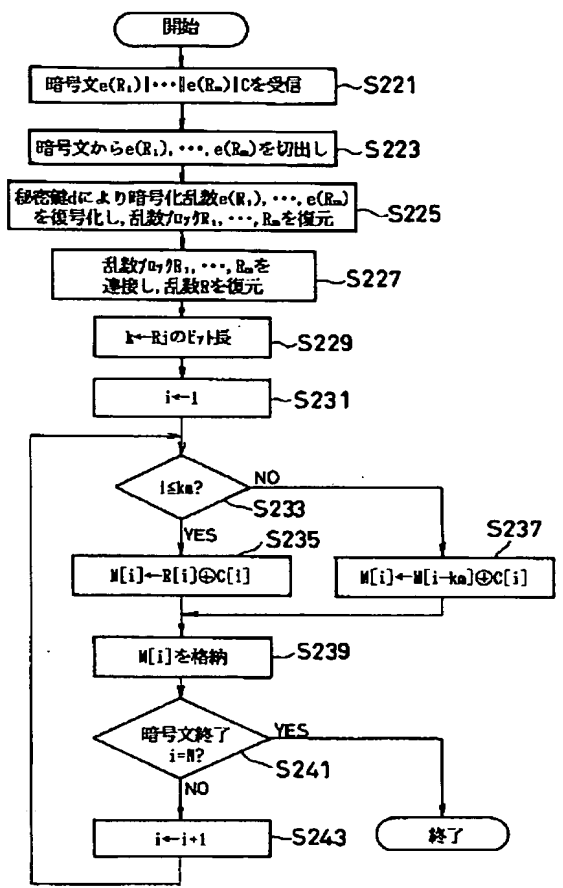 開始
暗号文e(R₁)|・・・|e(Rₘ)|Cを受信
S221
暗号文からe(R₁),・・・,e(Rₘ)を切出し
S223
秘密鍵dにより暗号化乱数e(R₁),・・・,e(Rₘ)
を復号化し,乱数ブロックR₁,・・・,Rₘを復元
S225
乱数ブロックR₁,・・・,Rₘを
連接し,乱数Rを復元
S227
k←Rjのビット長
S229
i←1
S231
i≦km?
NO
S233
YES
S235
S237
M[i]←R[i]⊕C[i]
M[i]←M[i-km]⊕C[i]
M[i]を格納
S239
暗号文終了
i=N?
YES
S241
NO
i←i+1
S243
終了